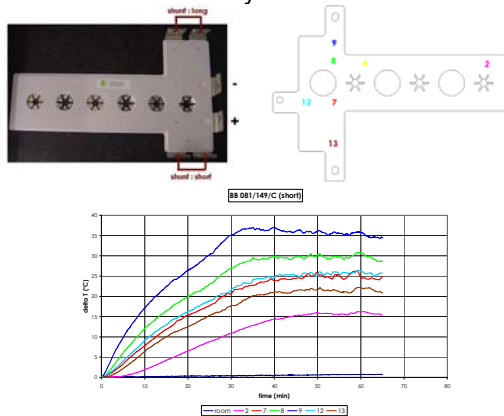 shunt : long
9
8
4
2
-
+
12
7
13
shunt : short
BB 081/149/C (short)
delta T (°C)
40
35
30
25
20
15
10
5
0
0 10 20 30 40 50 60 70 80
time (min)
room 2 7 8 9 12 13